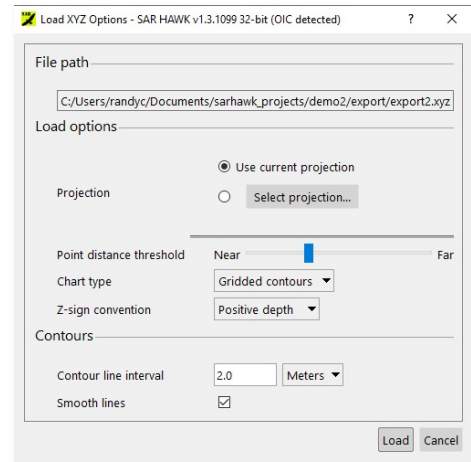 Load XYZ Options - SAR HAWK v1.3.1099 32-bit (OIC detected) ? ×
File path
C:/Users/randyc/Documents/sarhawk_projects/demo2/export/export2.xyz
Load options
Use current projection
Projection
Select projection...
Point distance threshold Near Far
Chart type Gridded contours
Z-sign convention Positive depth
Contours
Contour line interval 2.0 Meters
Smooth lines
Load Cancel